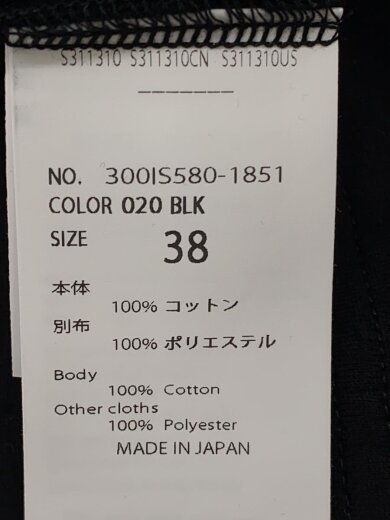 S311310 S311310CN S311310US
NO. 300IS580-1851
COLOR 020 BLK
SIZE 38
本体
100% コットン
別布
100% ポリエステル
Body
100% Cotton
Other cloths
100% Polyester
MADE IN JAPAN